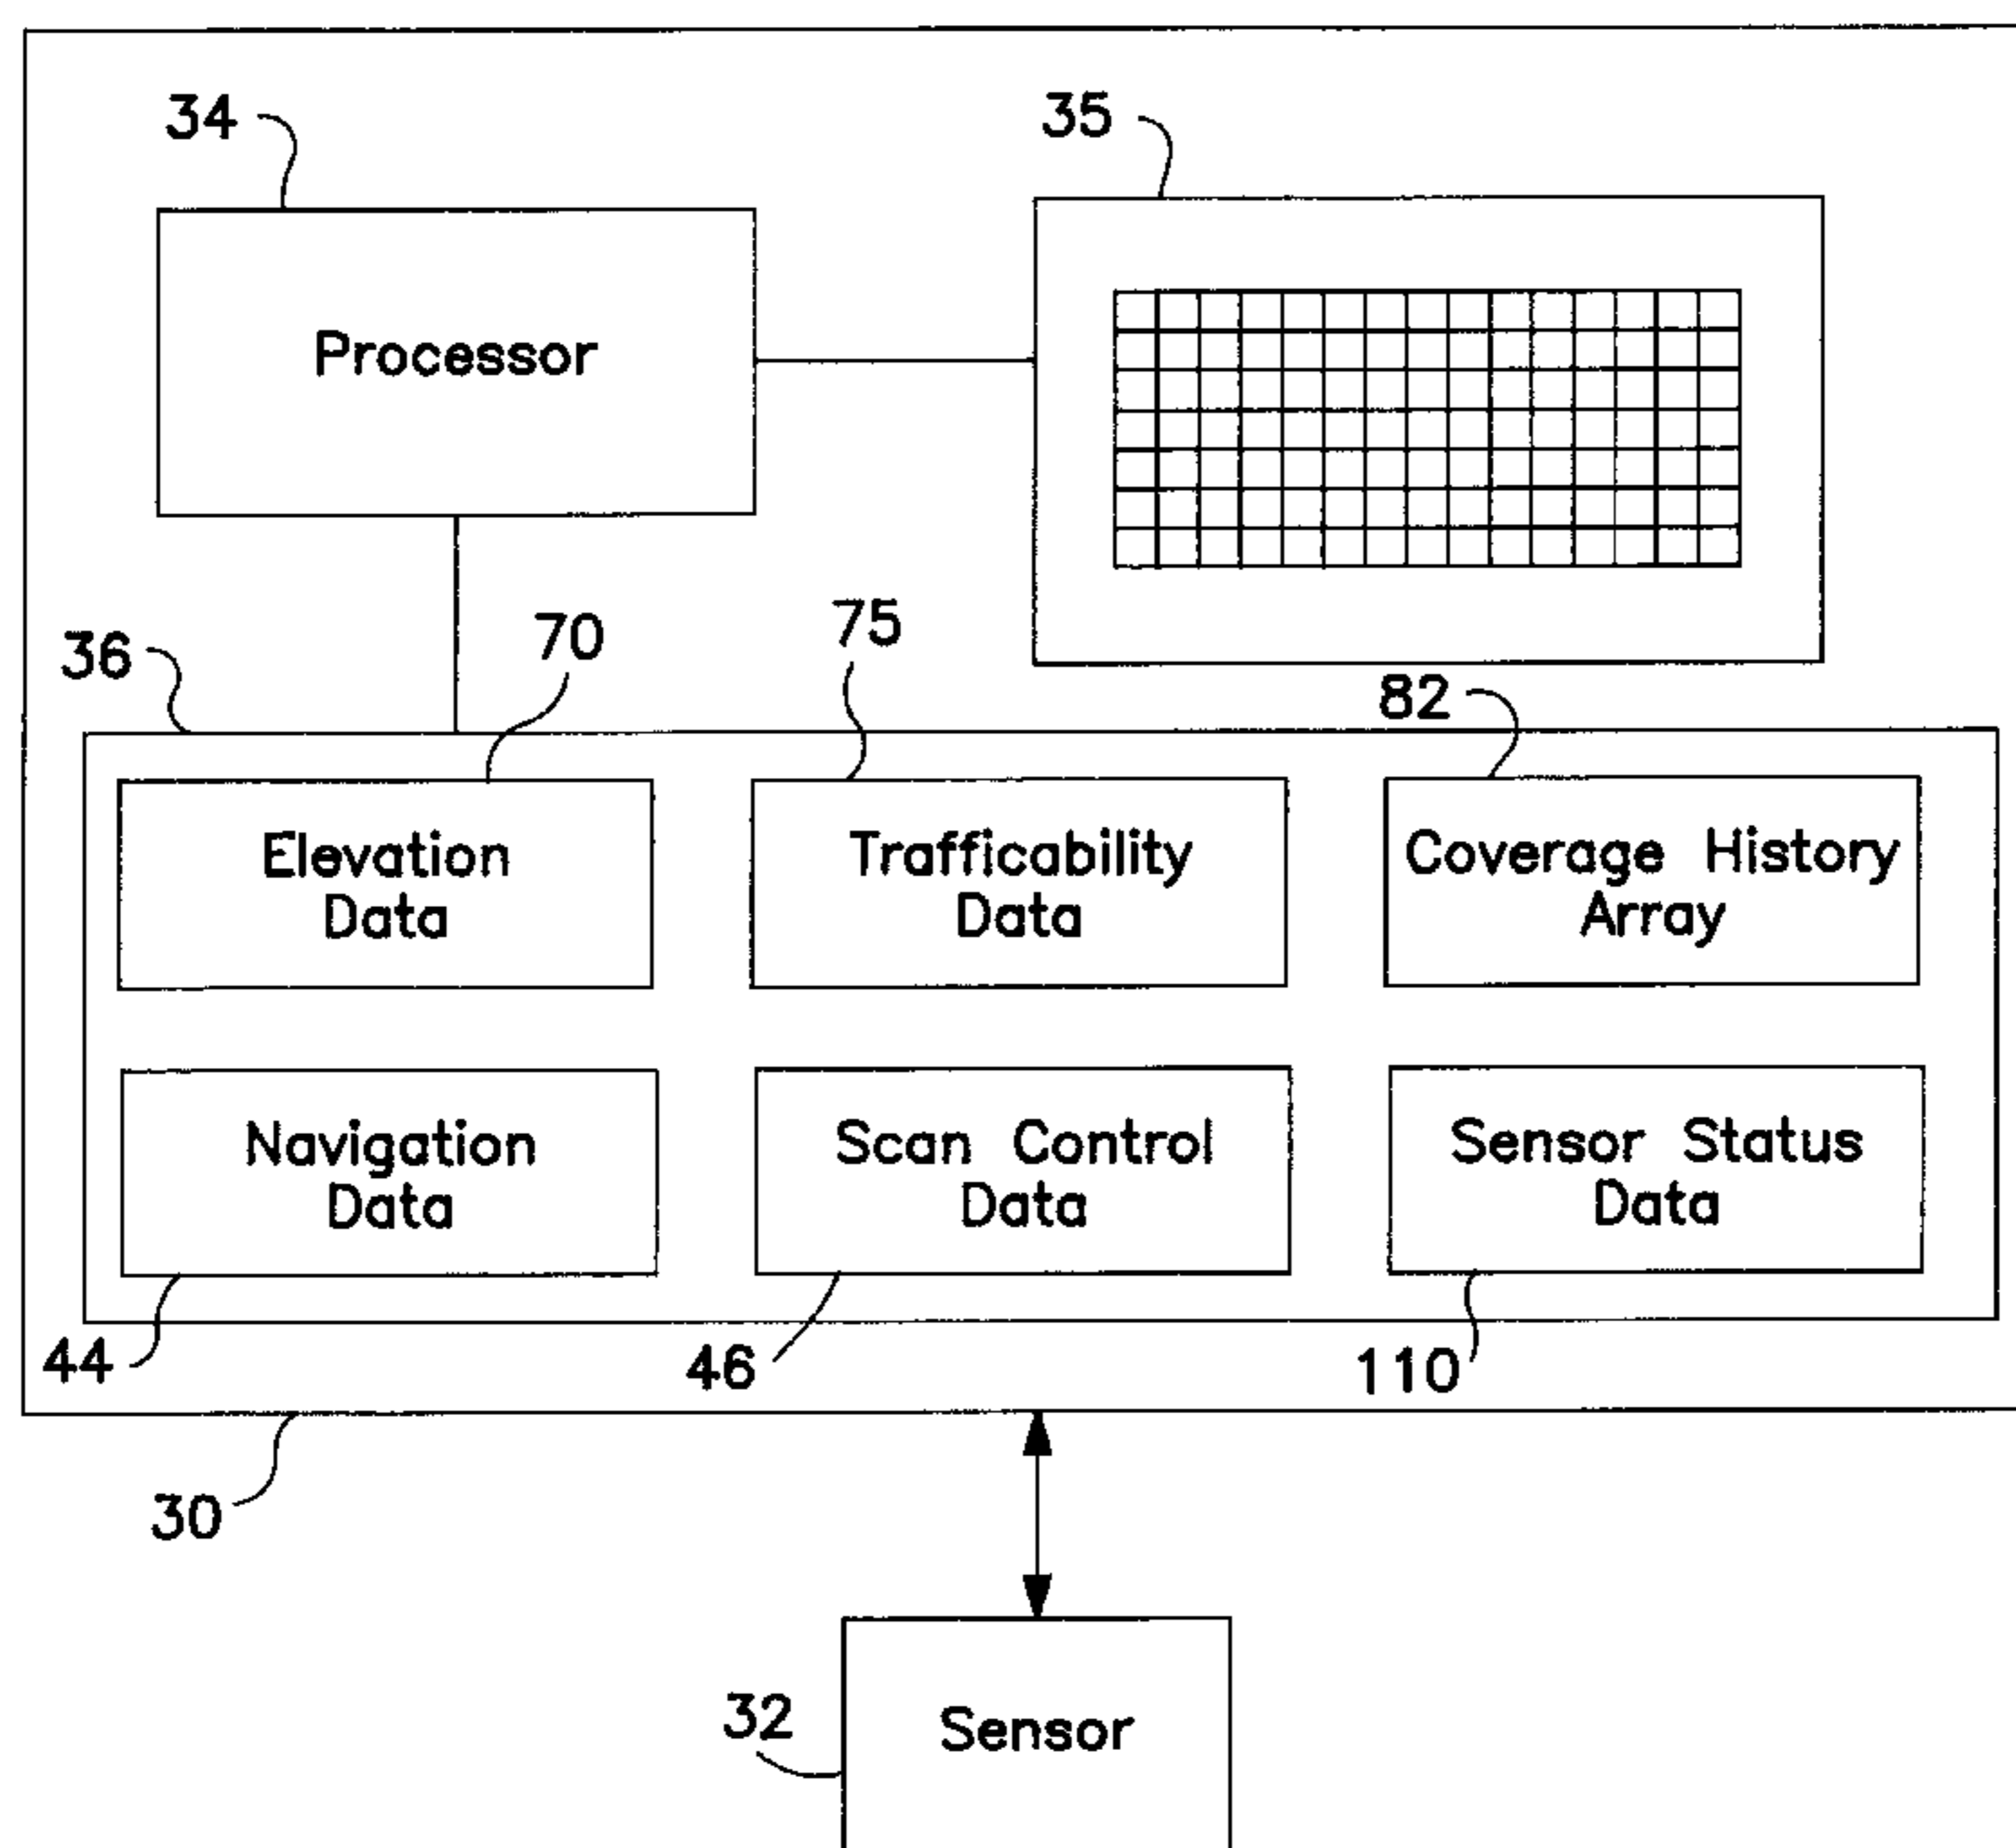 34
35
Processor
36
70
75
82
Elevation
Data
Trafficability
Data
Coverage History
Array
Navigation
Data
Scan Control
Data
Sensor Status
Data
44
46
110
30
32
Sensor